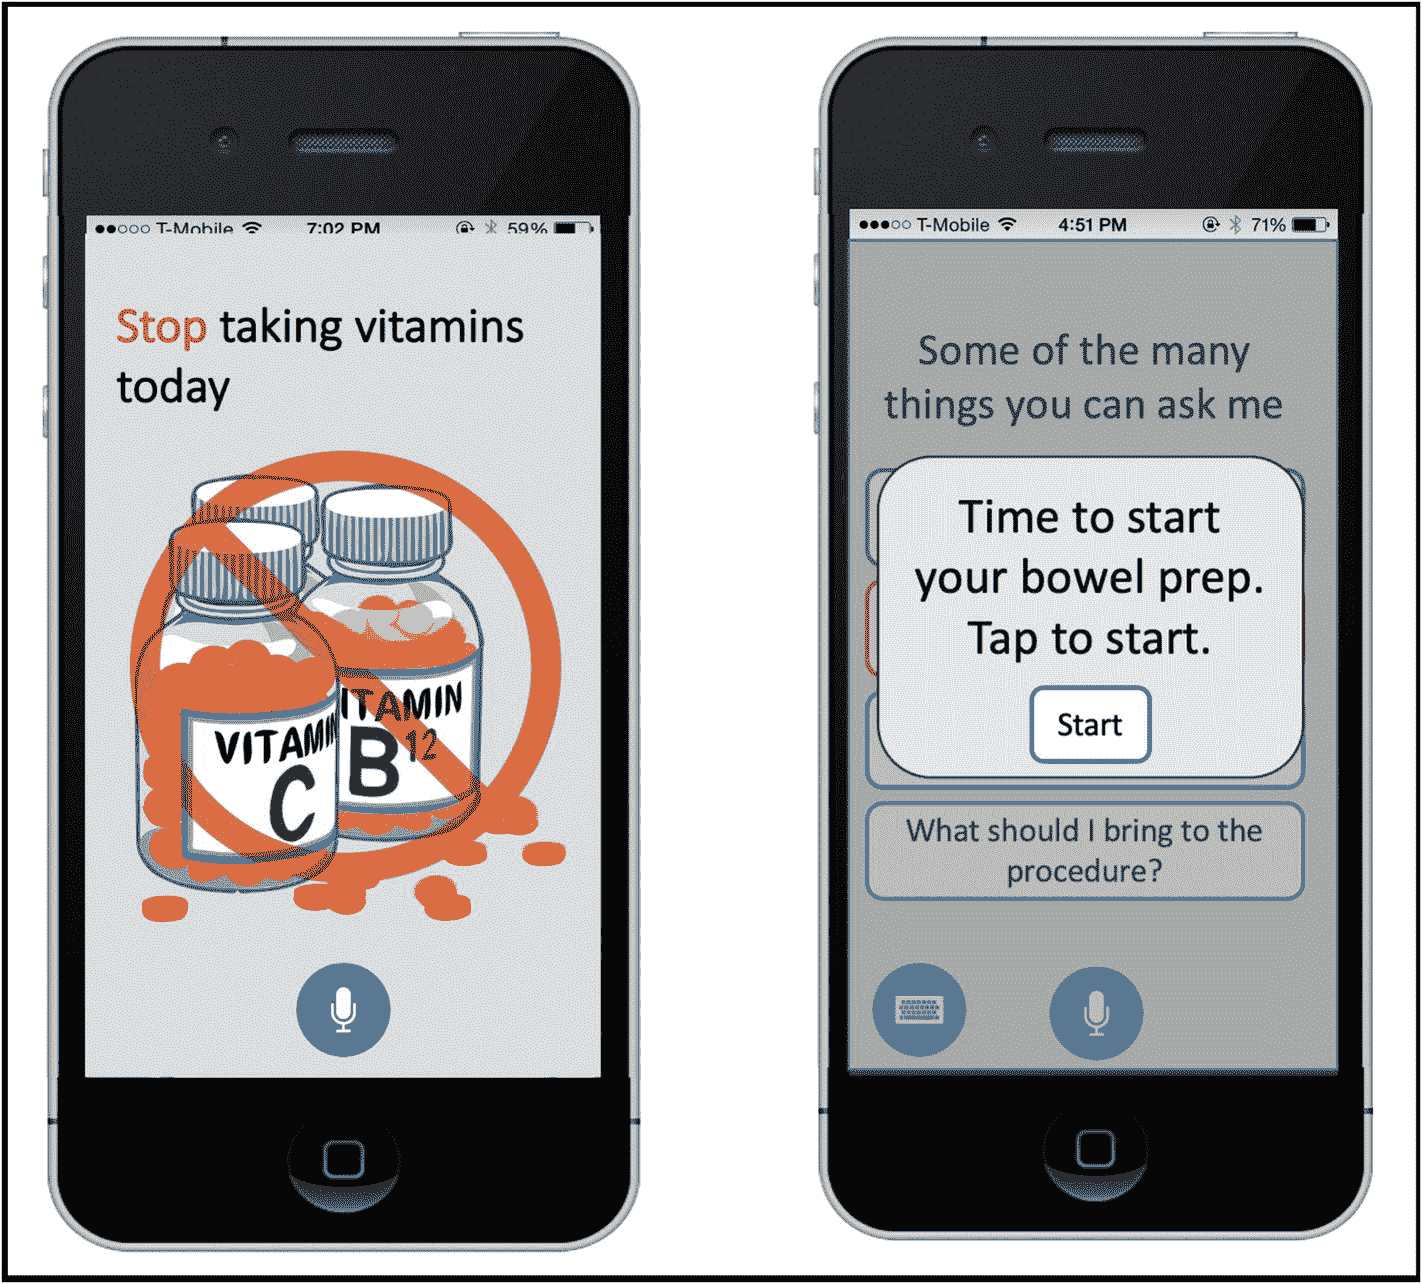 T-Mobile 7:02 PM 59%
Stop taking vitamins
today
VITAMIN
C
VITAMIN
B12
T-Mobile 4:51 PM 71%
Some of the many
things you can ask me
Time to start
your bowel prep.
Tap to start.
Start
What should I bring to the
procedure?